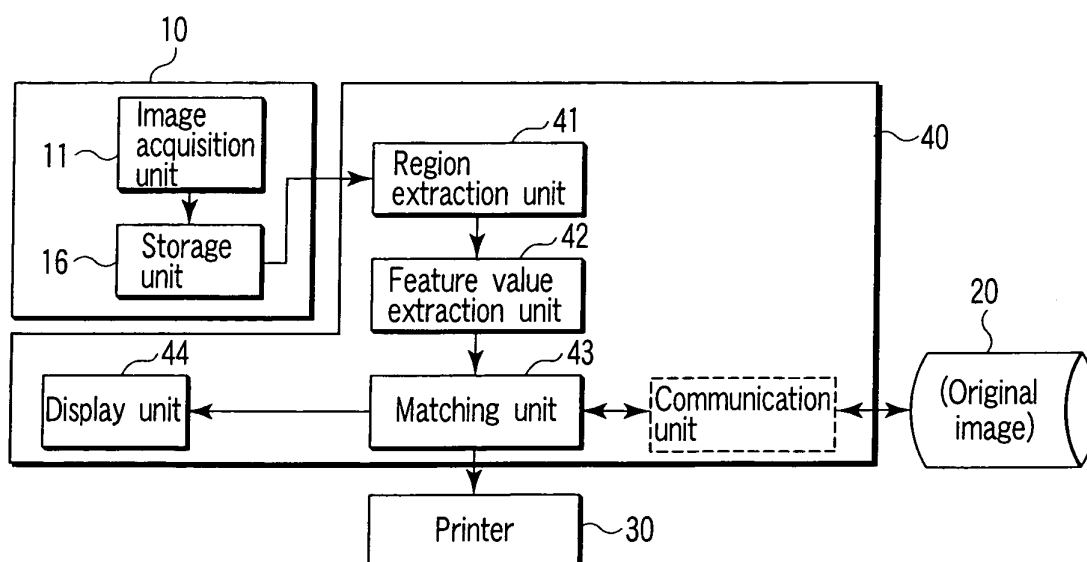 10
Image
acquisition
unit
11
Storage
unit
16
41
Region
extraction unit
40
42
Feature value
extraction unit
44
Display unit
43
Matching unit
Communication
unit
20
(Original
image)
Printer
30